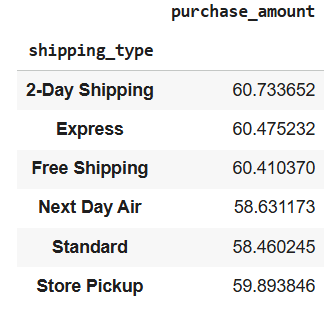 purchase_amount
shipping_type
2-Day Shipping 60.733652
Express 60.475232
Free Shipping 60.410370
Next Day Air 58.631173
Standard 58.460245
Store Pickup 59.893846